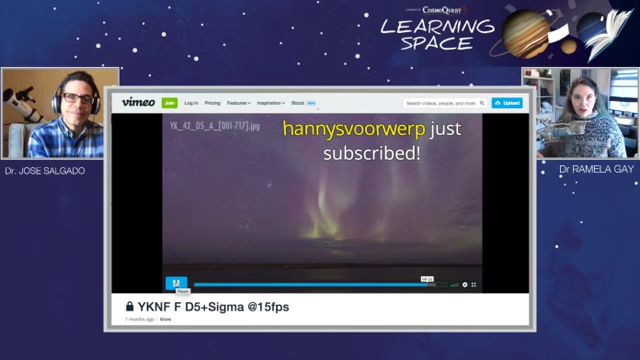 CosmoQuest
LEARNING
SPACE
vimeo
Join
Log in
Pricing
Features
Inspiration
Stock
Search videos, people, and more
Upload
YK_42_D5_A_[001-717].jpg
hannysvoorwerp just
subscribed!
Dr. JOSE SALGADO
Dr RAMELA GAY
Pause
YKNF F D5+Sigma @15fps
7 months ago
More